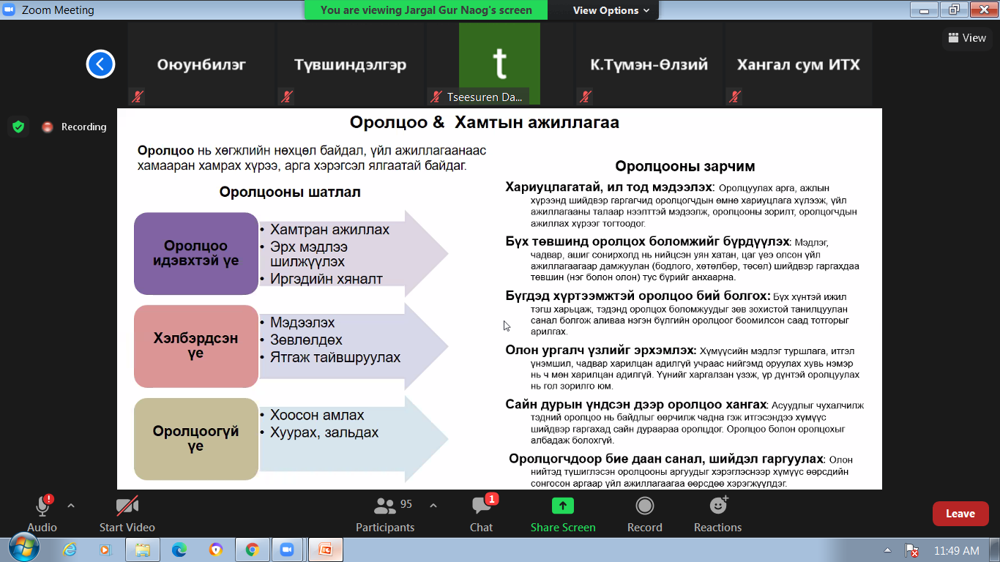 Zoom Meeting
You are viewing Jargal Gur Naog's screen
View Options
View
Оюунбилэг
Түвшиндэлгэр
t
Tseesuren Da...
К.Түмэн-Өлзий
Хангал сум ИТХ
Recording
Оролцоо & Хамтын ажиллагаа
Оролцоо нь хөгжлийн нөхцөл байдал, үйл ажиллагаанаас
хамааран хамрах хүрээ, арга хэрэгсэл ялгаатай байдаг.
Оролцооны шатлал
Оролцоо
идэвхтэй үе
• Хамтран ажиллах
• Эрх мэдлээ
шилжүүлэх
• Иргэдийн хяналт
Хэлбэрдсэн
үе
• Мэдээлэх
• Зөвлөлдөх
• Ятгаж тайвшруулах
Оролцоогүй
үе
• Хоосон амлах
• Хуурах, зальдах
Оролцооны зарчим
Хариуцлагатай, ил тод мэдээлэх: Оролцуулах арга, ажлын
хүрээнд шийдвэр гаргагчид оролцогчдын өмнө хариуцлага хүлээж, үйл
ажиллагааны талаар нээлттэй мэдээлж, оролцооны зорилт, оролцогчдын
ажиллах хүрээг тогтоодог.
Бүх төвшинд оролцох боломжийг бүрдүүлэх: Мэдлэг,
чадвар, ашиг сонирхолд нь нийцсэн уян хатан, цаг үеэ олсон үйл
ажиллагаагаар дамжуулан (бодлого, хөтөлбөр, төсөл) шийдвэр гаргахдаа
төвшин (нэг болон олон) тус бүрийг анхаарна.
Бүгдэд хүртээмжтэй оролцоо бий болгох: Бүх хүнтэй ижил
тэгш харьцаж, тэдэнд оролцох боломжуудыг зөв зохистой танилцуулан
санал болгож аливаа нэгэн бүлгийн оролцоог боомилсон саад тотгорыг
арилгах.
Олон ургалч үзлийг эрхэмлэх: Хүмүүсийн мэдлэг туршлага, итгэл
үнэмшил, чадвар харилцан адилгүй учраас нийгэмд оруулах хувь нэмэр
нь ч мөн харилцан адилгүй. Үүнийг харгалзан үзэж, үр дүнтэй оролцуулах
нь гол зорилго юм.
Сайн дурын үндсэн дээр оролцоо хангах: Асуудлыг чухалчилж
тэдний оролцоо нь байдлыг өөрчилж чадна гэж итгэсэндээ хүмүүс
шийдвэр гаргахад сайн дураараа оролцдог. Оролцоо болон оролцохыг
албадаж болохгүй.
Оролцогчдоор бие даан санал, шийдэл гаргуулах: Олон
нийтэд түшиглэсэн оролцооны аргуудыг хэрэглэснээр хүмүүс өөрсдийн
сонгосон аргаар үйл ажиллагаагаа өөрсдөө хэрэгжүүлдэг.
Audio
Start Video
95
Participants
1
Chat
Share Screen
Record
Reactions
Leave
11:49 AM